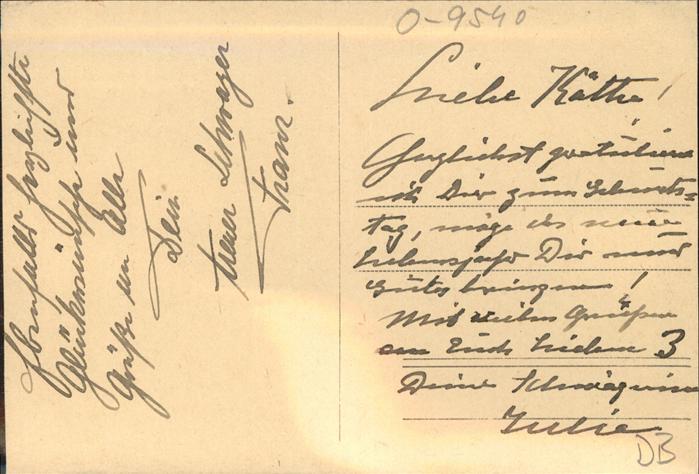 O-9540
Liebe Käthe!
Herzlichst gratuliere
ich Dir zum Geburts=
tag, möge das neue
Lebensjahr Dir nur
Gutes bringen!
Mit vielen Grüßen
an Euch Lieben 3
Deine Schwägerin
Julie
DB
Ebenfalls herzlichste
Glückwünsche und
Grüße an Alle
Dein
treuer Schwager
Franz.